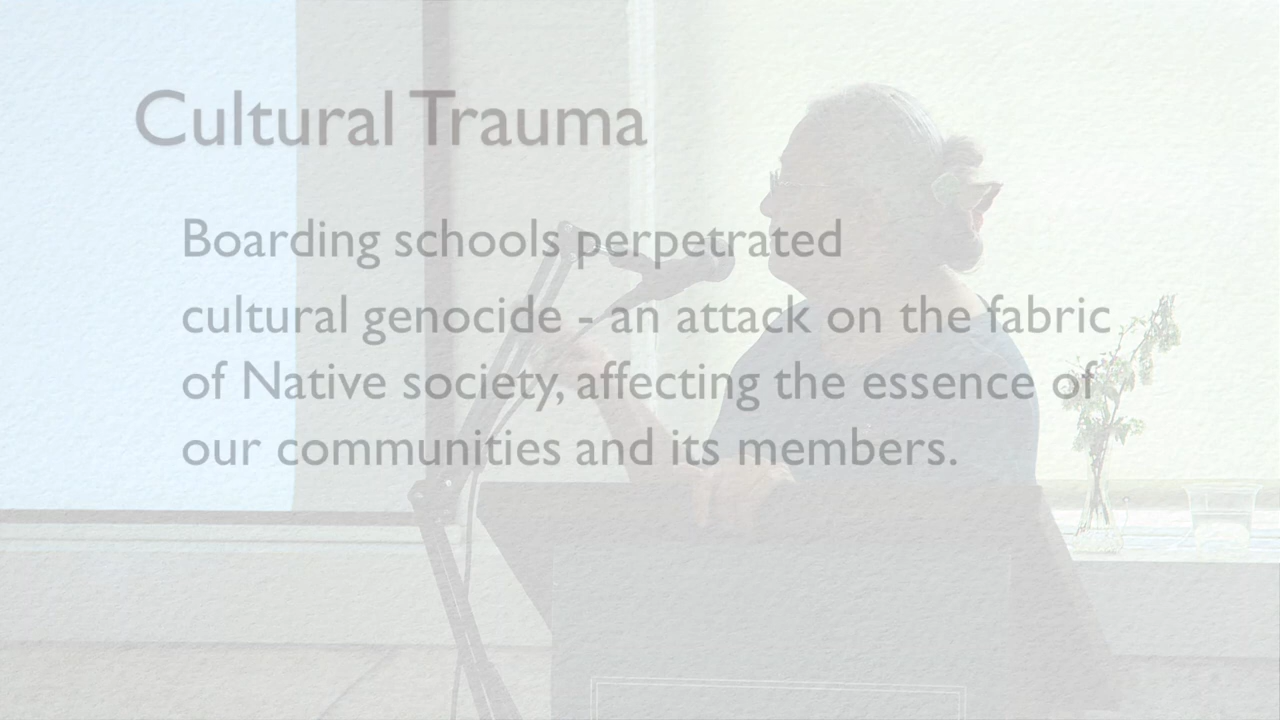 Cultural Trauma
Boarding schools perpetrated
cultural genocide - an attack on the fabric
of Native society, affecting the essence of
our communities and its members.